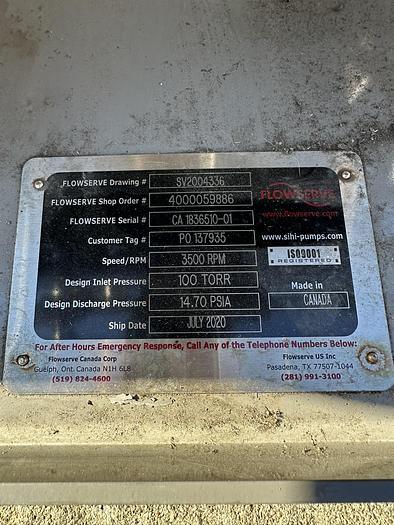 FLOWSERVE Drawing # SV2004336
FLOWSERVE Shop Order # 4000059886
FLOWSERVE Serial # CA 1836510-01
Customer Tag # PO 137935
Speed/RPM 3500 RPM
Design Inlet Pressure 100 TORR
Design Discharge Pressure 14.70 PSIA
Ship Date JULY 2020
FLOWSERVE
www.flowserve.com
www.sihi-pumps.com
ISO9001
REGISTERED
Made in
CANADA
For After Hours Emergency Response, Call Any of the Telephone Numbers Below:
Flowserve Canada Corp
Guelph, Ont. Canada N1H 6L8
(519) 824-4600
Flowserve US Inc
Pasadena, TX 77507-1044
(281) 991-3100